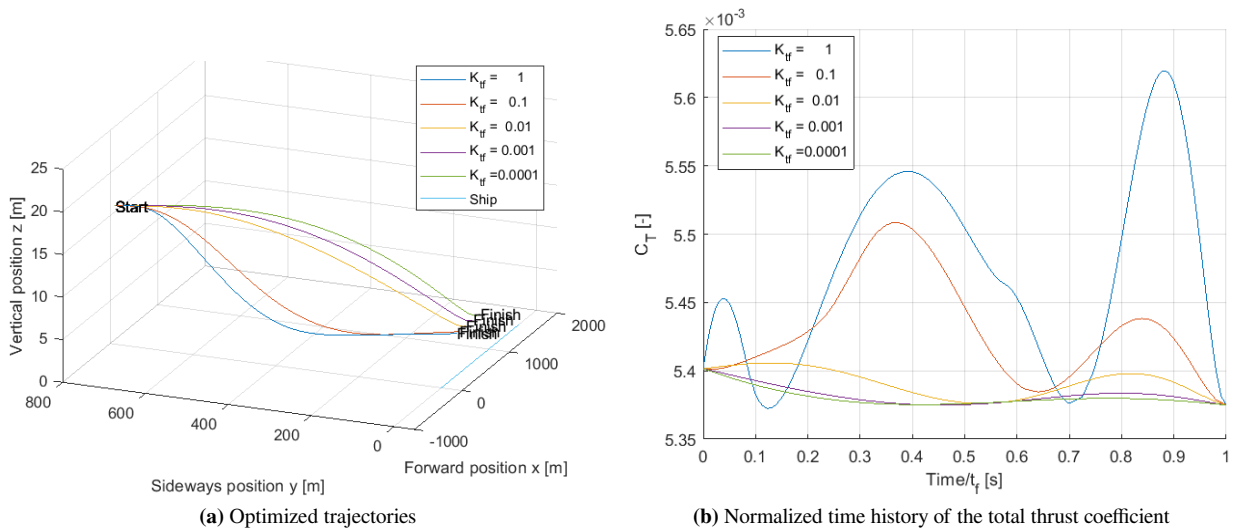 K_tf = 1
K_tf = 0.1
K_tf = 0.01
K_tf = 0.001
K_tf =0.0001
Ship
25
20
15
10
5
0
Vertical position z [m]
Start
Finish
Finish
Finish
Finish
800
600
400
200
0
Sideways position y [m]
-1000
0
1000
2000
Forward position x [m]
(a) Optimized trajectories
×10^-3
5.65
5.6
5.55
5.5
5.45
5.4
5.35
C_T [-]
K_tf = 1
K_tf = 0.1
K_tf = 0.01
K_tf = 0.001
K_tf =0.0001
0 0.1 0.2 0.3 0.4 0.5 0.6 0.7 0.8 0.9 1
Time/t_f [s]
(b) Normalized time history of the total thrust coefficient